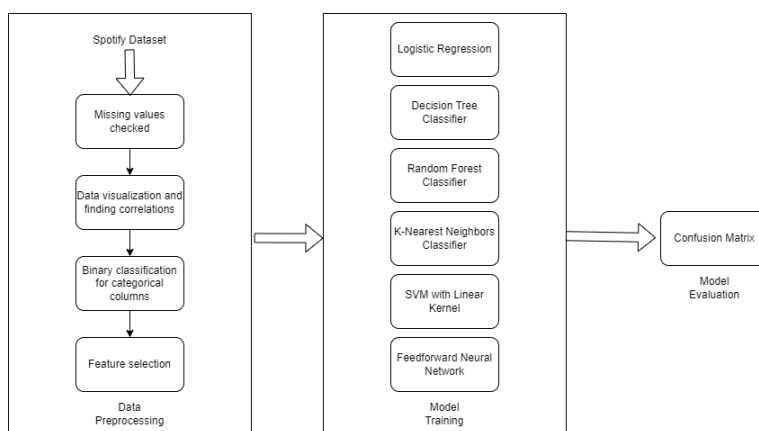 Spotify Dataset
Missing values
checked
Data visualization and
finding correlations
Binary classification
for categorical
columns
Feature selection
Data
Preprocessing
Logistic Regression
Decision Tree
Classifier
Random Forest
Classifier
K-Nearest Neighbors
Classifier
SVM with Linear
Kernel
Feedforward Neural
Network
Model
Training
Confusion Matrix
Model
Evaluation